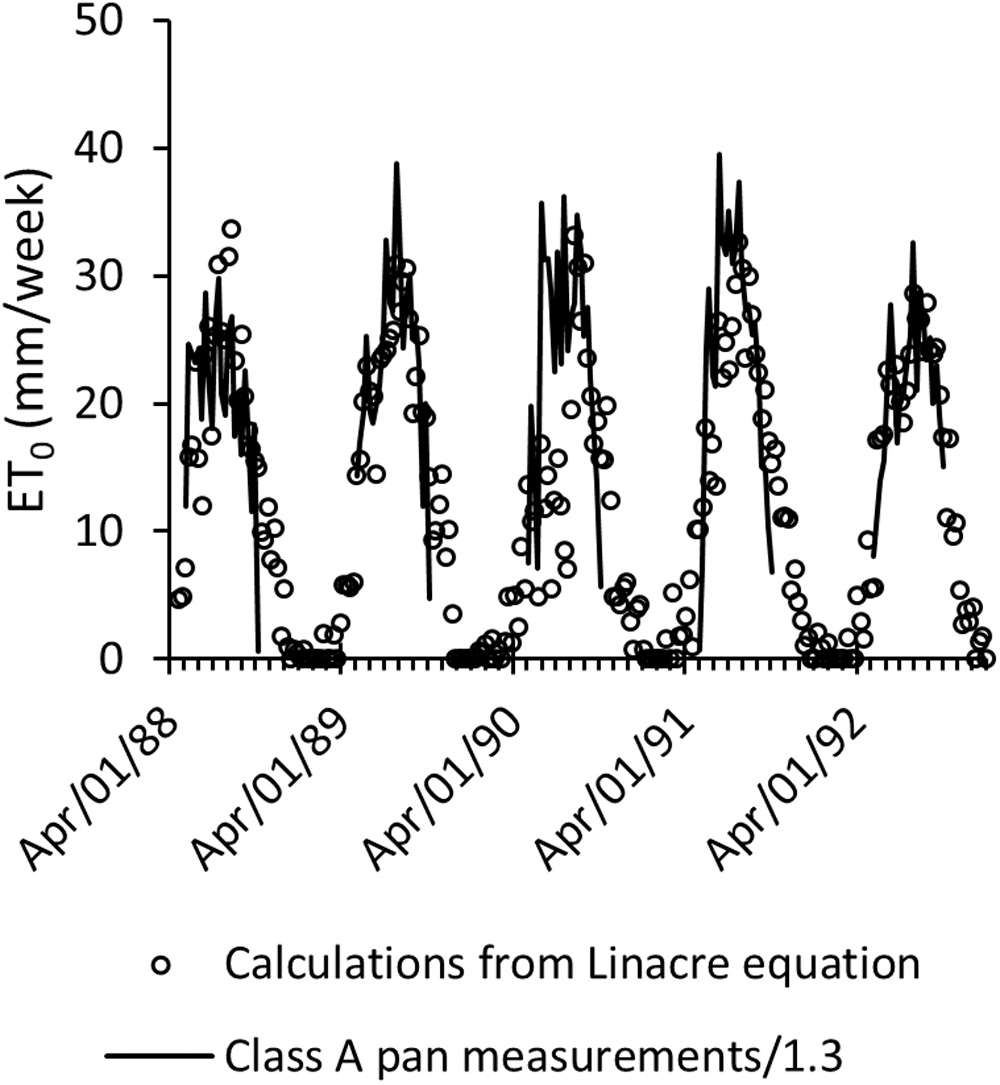 50
40
30
20
10
0
ET0 (mm/week)
Apr/01/88
Apr/01/89
Apr/01/90
Apr/01/91
Apr/01/92
Calculations from Linacre equation
Class A pan measurements/1.3